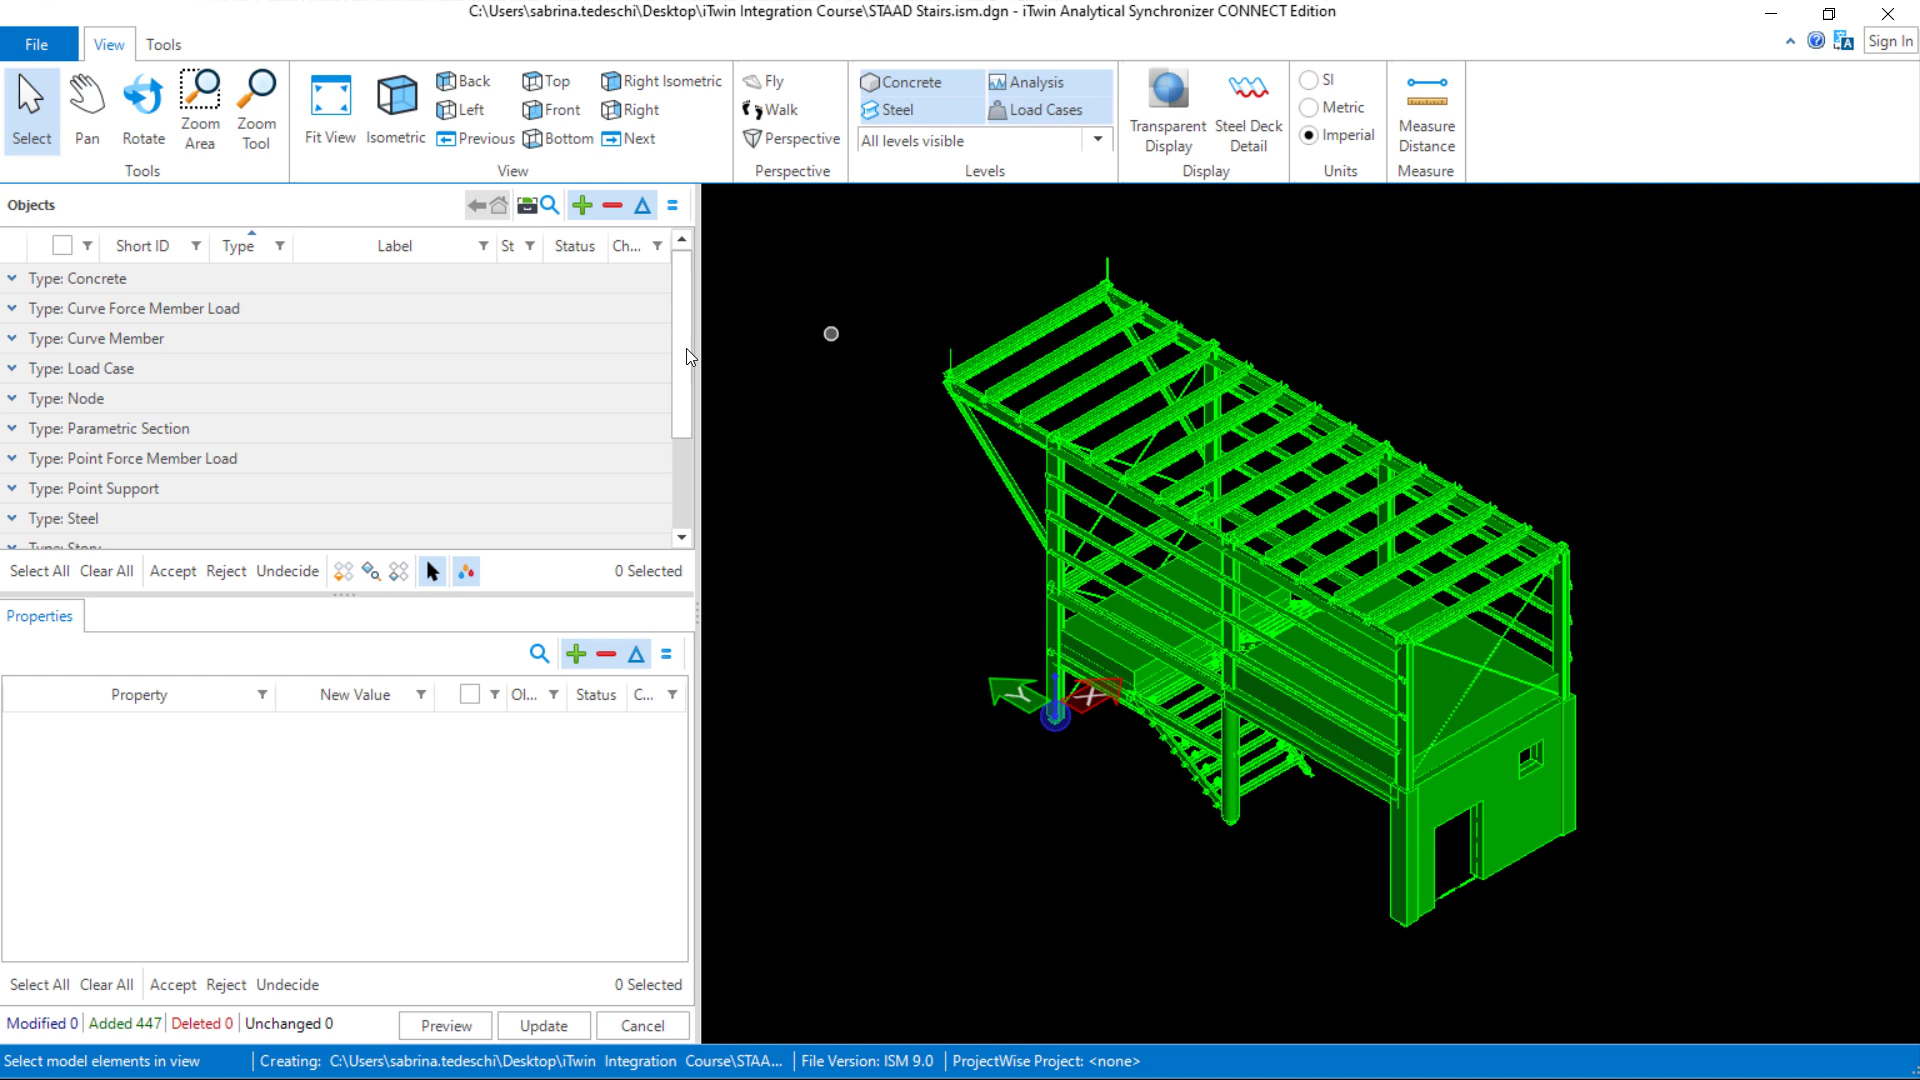 C:\Users\sabrina.tedeschi\Desktop\iTwin Integration Course\STAAD Stairs.ism.dgn - iTwin Analytical Synchronizer CONNECT Edition
File View Tools
Sign In
Select Pan Rotate Zoom Area Zoom Tool
Tools
Fit View Isometric
Back Top Right Isometric
Left Front Right
Previous Bottom Next
View
Fly
Walk
Perspective
Perspective
Concrete Analysis
Steel Load Cases
All levels visible
Levels
Transparent Display Steel Deck Detail
Display
SI
Metric
Imperial
Units
Measure Distance
Measure
Objects
Short ID Type Label St Status Ch...
Type: Concrete
Type: Curve Force Member Load
Type: Curve Member
Type: Load Case
Type: Node
Type: Parametric Section
Type: Point Force Member Load
Type: Point Support
Type: Steel
Type: Story
Select All Clear All Accept Reject Undecide 0 Selected
Properties
Property New Value Ol... Status C...
Y X
Select All Clear All Accept Reject Undecide 0 Selected
Modified 0 Added 447 Deleted 0 Unchanged 0 Preview Update Cancel
Select model elements in view Creating: C:\Users\sabrina.tedeschi\Desktop\iTwin Integration Course\STAA... File Version: ISM 9.0 ProjectWise Project: <none>